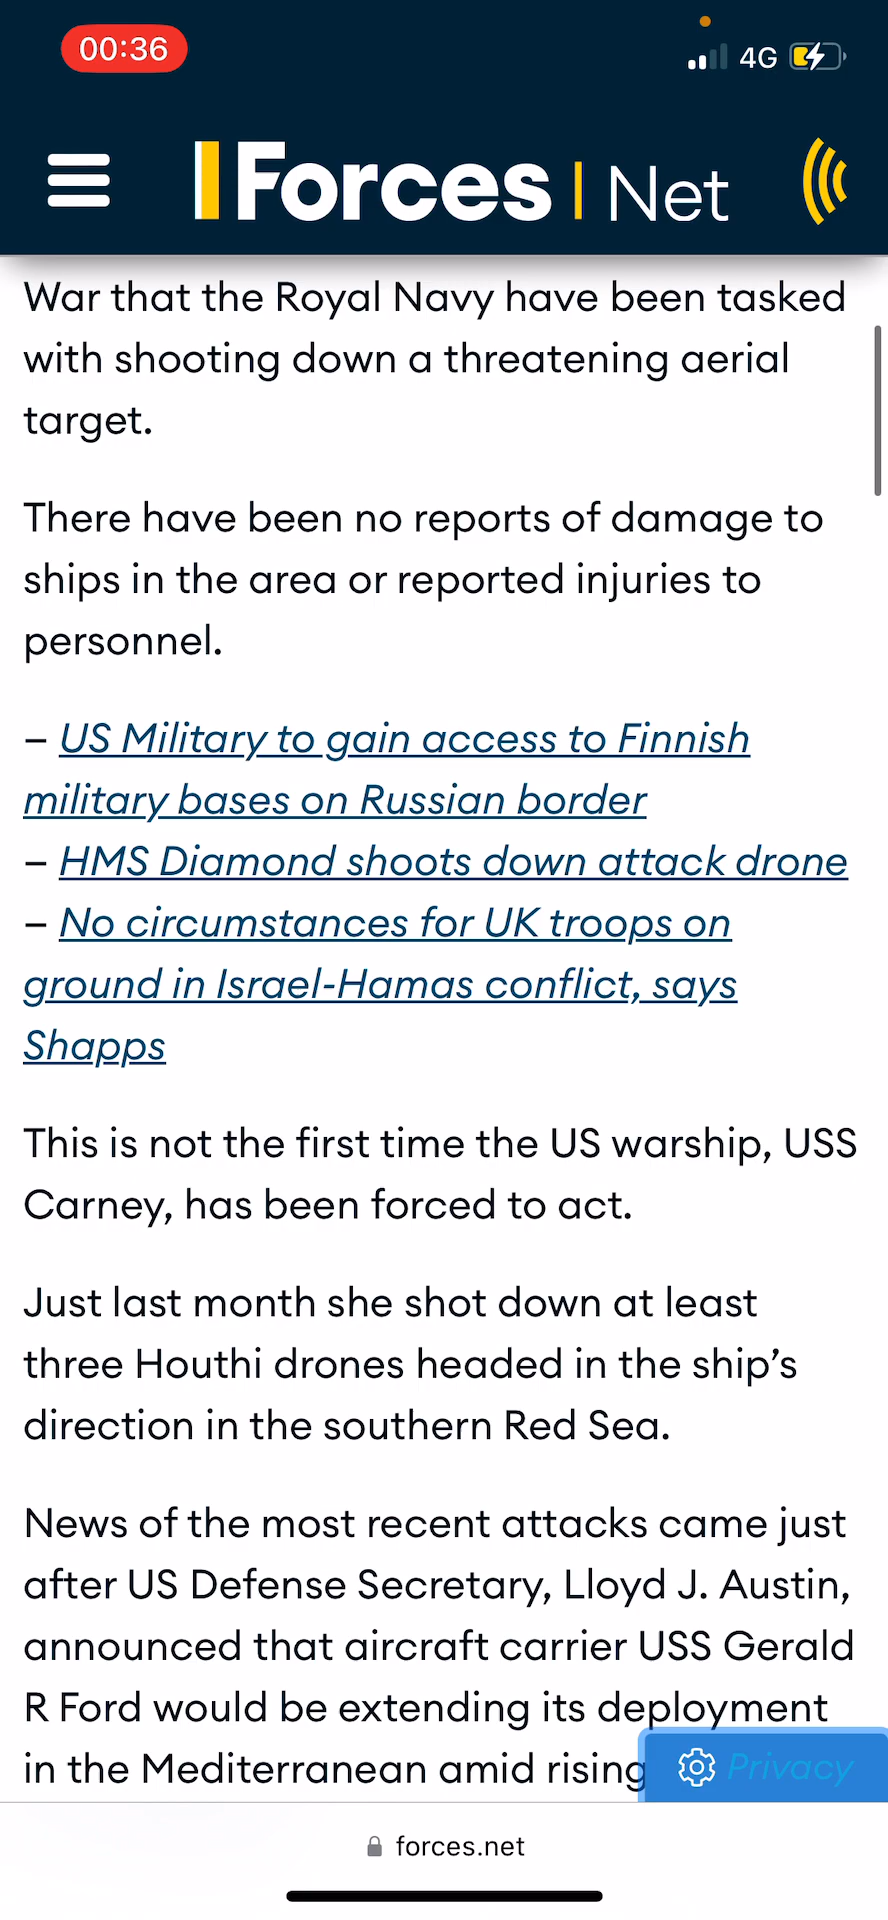 00:36
4G
Forces Net
War that the Royal Navy have been tasked
with shooting down a threatening aerial
target.
There have been no reports of damage to
ships in the area or reported injuries to
personnel.
– US Military to gain access to Finnish
military bases on Russian border
– HMS Diamond shoots down attack drone
– No circumstances for UK troops on
ground in Israel-Hamas conflict, says
Shapps
This is not the first time the US warship, USS
Carney, has been forced to act.
Just last month she shot down at least
three Houthi drones headed in the ship’s
direction in the southern Red Sea.
News of the most recent attacks came just
after US Defense Secretary, Lloyd J. Austin,
announced that aircraft carrier USS Gerald
R Ford would be extending its deployment
in the Mediterranean amid rising
Privacy
forces.net